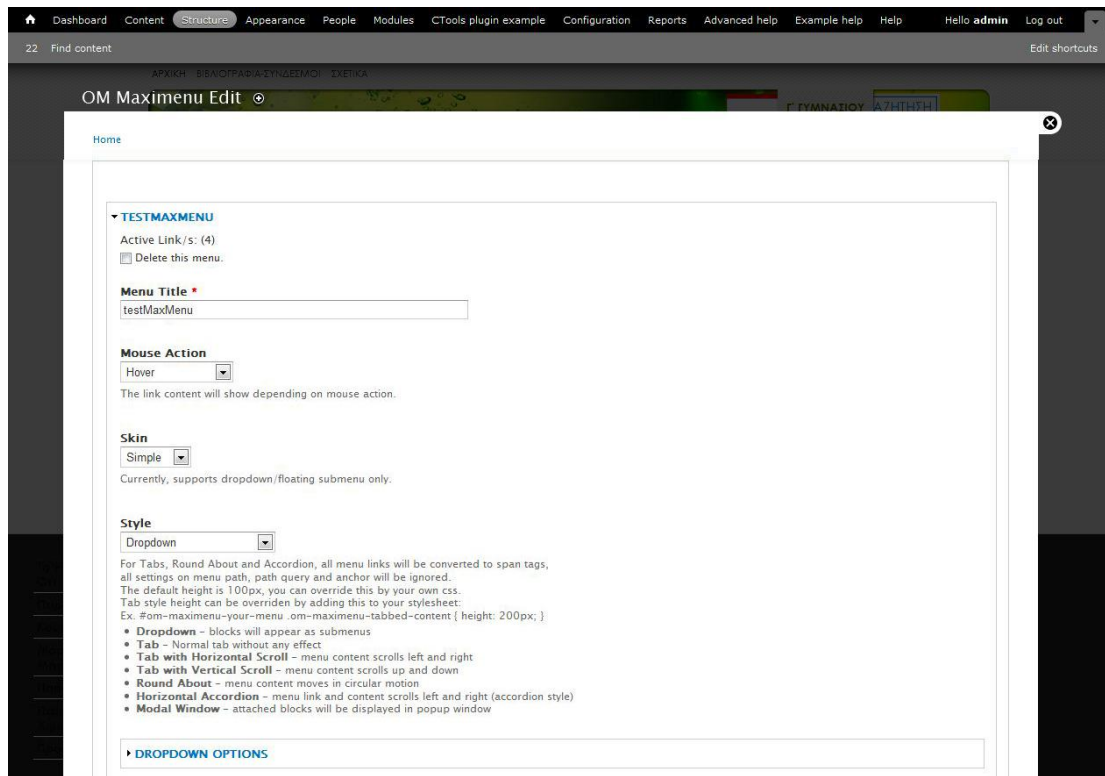 Dashboard Content Structure Appearance People Modules CTools plugin example Configuration Reports Advanced help Example help Help Hello admin Log out
22 Find content Edit shortcuts
ΑΡΧΙΚΗ ΒΙΒΛΙΟΓΡΑΦΙΑ-ΣΥΝΔΕΣΜΟΙ ΣΧΕΤΙΚΑ
OM Maximenu Edit
Γ΄ ΓΥΜΝΑΣΙΟΥ ΑΖΗΤΗΣΗ
Home
TESTMAXMENU
Active Link/s: (4)
Delete this menu.
Menu Title *
testMaxMenu
Mouse Action
Hover
The link content will show depending on mouse action.
Skin
Simple
Currently, supports dropdown/floating submenu only.
Style
Dropdown
For Tabs, Round About and Accordion, all menu links will be converted to span tags,
all settings on menu path, path query and anchor will be ignored.
The default height is 100px, you can override this by your own css.
Tab style height can be overriden by adding this to your stylesheet:
Ex. #om-maximenu-your-menu .om-maximenu-tabbed-content { height: 200px; }
• Dropdown – blocks will appear as submenus
• Tab – Normal tab without any effect
• Tab with Horizontal Scroll – menu content scrolls left and right
• Tab with Vertical Scroll – menu content scrolls up and down
• Round About – menu content moves in circular motion
• Horizontal Accordion – menu link and content scrolls left and right (accordion style)
• Modal Window – attached blocks will be displayed in popup window
DROPDOWN OPTIONS